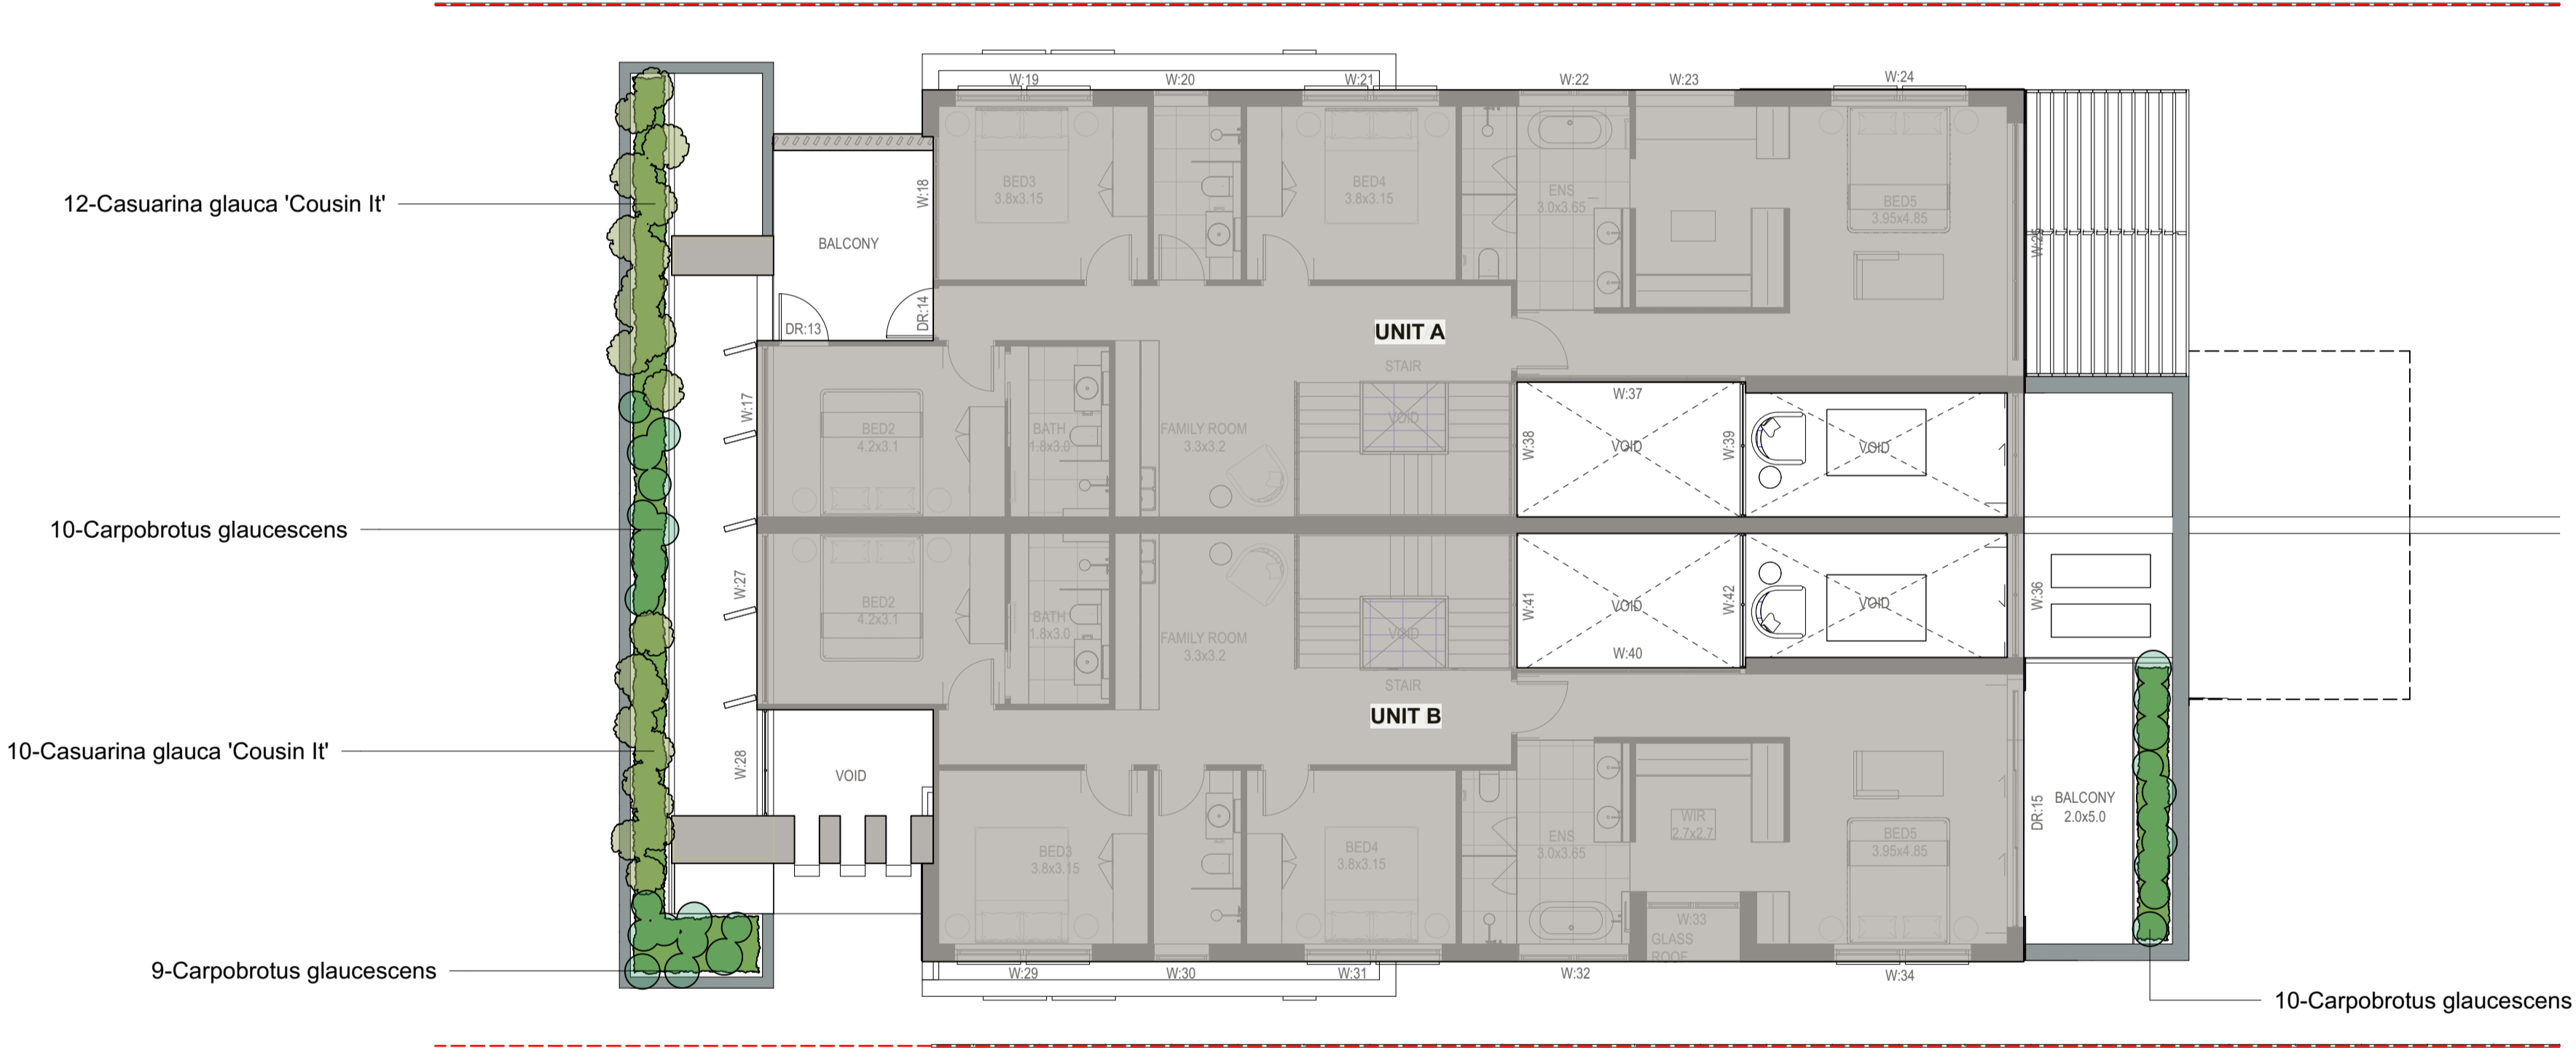 W:19
W:20
W:21
W:22
W:23
W:24
12-Casuarina glauca 'Cousin It'
W:18
BED3
3.8x3.15
BED4
3.8x3.15
ENS
3.0x3.65
BED5
3.95x4.85
BALCONY
W:25
DR:13
DR:14
UNIT A
STAIR
W:17
BED2
4.2x3.1
BATH
1.8x3.0
FAMILY ROOM
3.3x3.2
VOID
W:37
W:38
VOID
W:39
VOID
10-Carpobrotus glaucescens
W:27
BED2
4.2x3.1
BATH
1.8x3.0
FAMILY ROOM
3.3x3.2
VOID
W:41
VOID
W:42
VOID
W:36
W:40
STAIR
UNIT B
10-Casuarina glauca 'Cousin It'
W:28
VOID
BED3
3.8x3.15
BED4
3.8x3.15
ENS
3.0x3.65
WIR
2.7x2.7
BED5
3.95x4.85
DR:15
BALCONY
2.0x5.0
W:33
GLASS
ROOF
9-Carpobrotus glaucescens
W:29
W:30
W:31
W:32
W:34
10-Carpobrotus glaucescens